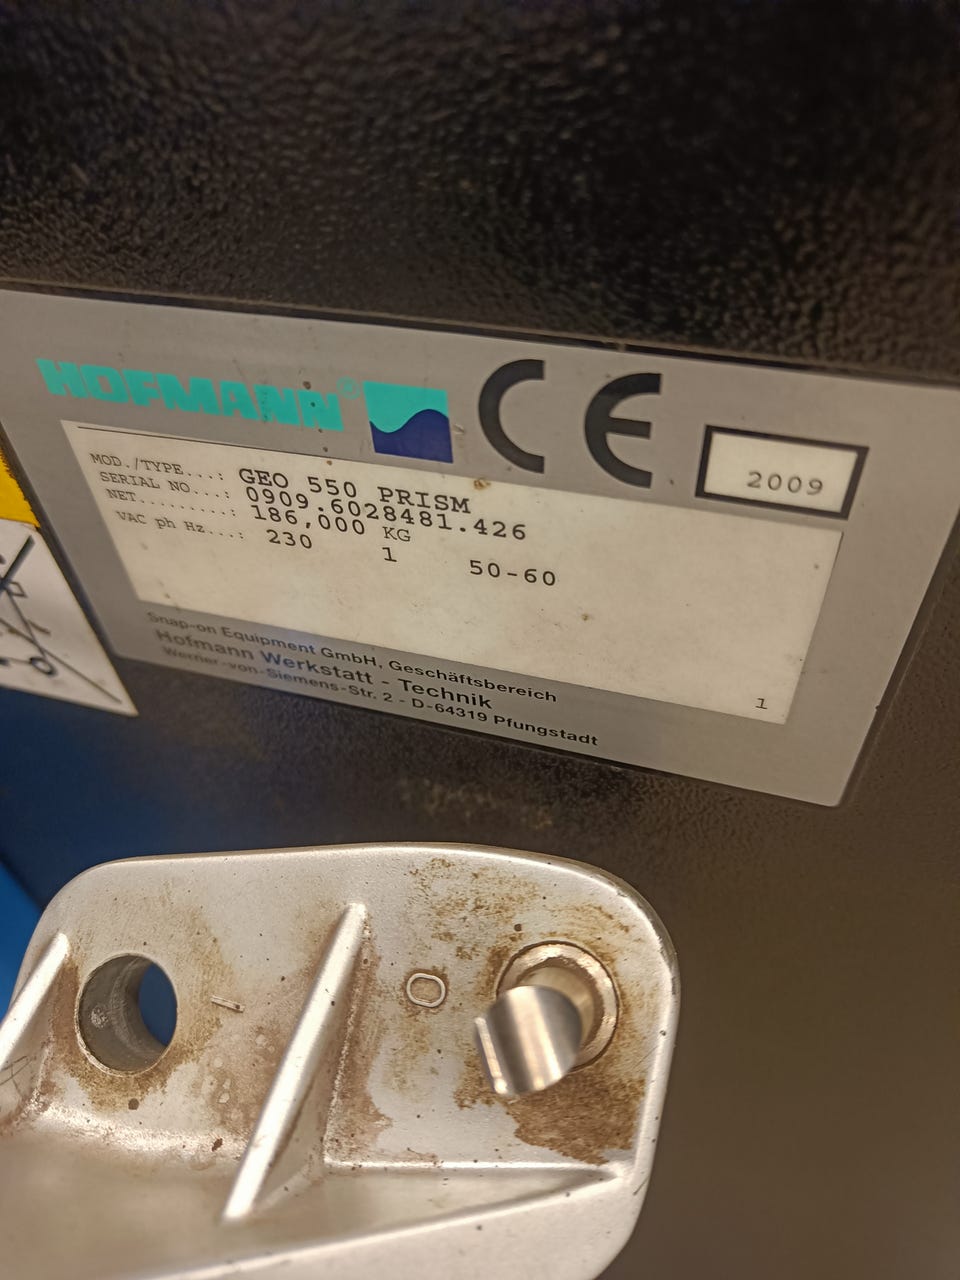 HOFMANN®
CE
2009
MOD./TYPE...: GEO 550 PRISM
SERIAL NO...: 0909.6028481.426
NET.........: 186,000 KG
VAC ph Hz...: 230 1 50-60
1
Snap-on Equipment GmbH, Geschäftsbereich
Hofmann Werkstatt - Technik
Werner-von-Siemens-Str. 2 - D-64319 Pfungstadt
I O